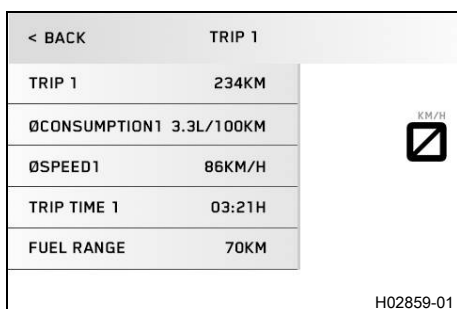 < BACK TRIP 1
TRIP 1 234KM
ØCONSUMPTION1 3.3L/100KM
KM/H
0
ØSPEED1 86KM/H
TRIP TIME 1 03:21H
FUEL RANGE 70KM
H02859-01